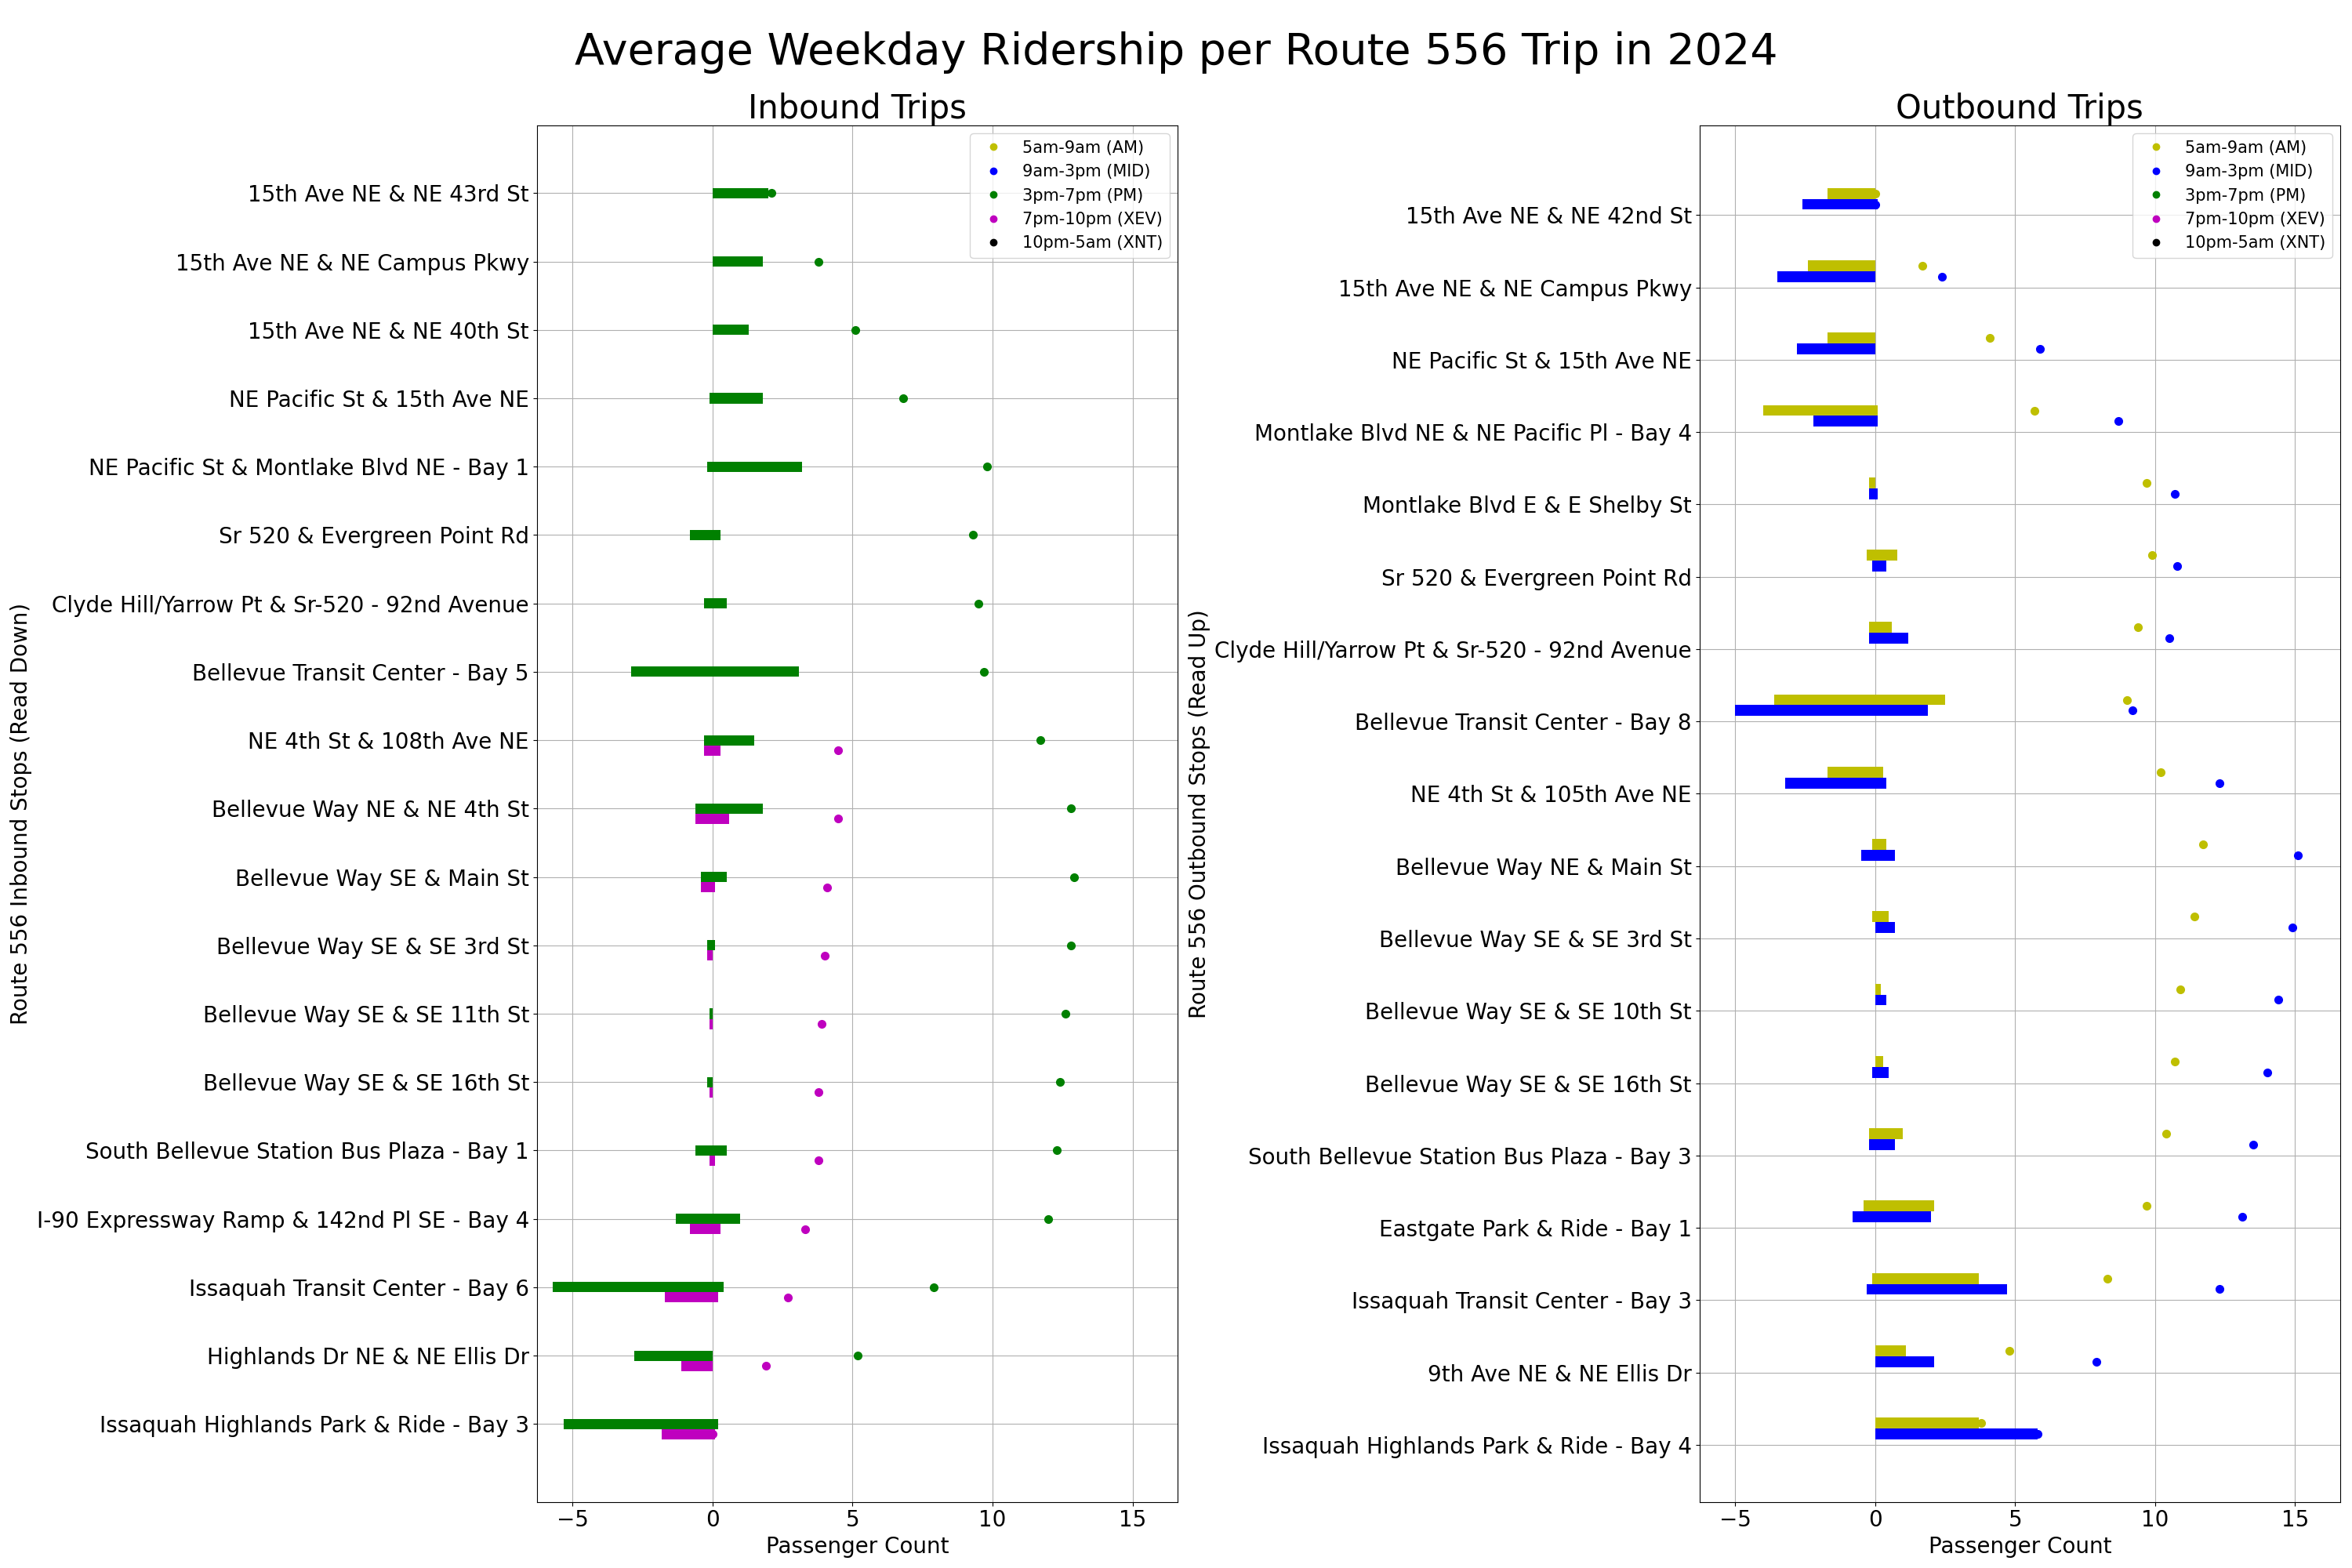 Average Weekday Ridership per Route 556 Trip in 2024
Inbound Trips
5am-9am (AM)
9am-3pm (MID)
3pm-7pm (PM)
7pm-10pm (XEV)
10pm-5am (XNT)
Route 556 Inbound Stops (Read Down)
15th Ave NE & NE 43rd St
15th Ave NE & NE Campus Pkwy
15th Ave NE & NE 40th St
NE Pacific St & 15th Ave NE
NE Pacific St & Montlake Blvd NE - Bay 1
Sr 520 & Evergreen Point Rd
Clyde Hill/Yarrow Pt & Sr-520 - 92nd Avenue
Bellevue Transit Center - Bay 5
NE 4th St & 108th Ave NE
Bellevue Way NE & NE 4th St
Bellevue Way SE & Main St
Bellevue Way SE & SE 3rd St
Bellevue Way SE & SE 11th St
Bellevue Way SE & SE 16th St
South Bellevue Station Bus Plaza - Bay 1
I-90 Expressway Ramp & 142nd Pl SE - Bay 4
Issaquah Transit Center - Bay 6
Highlands Dr NE & NE Ellis Dr
Issaquah Highlands Park & Ride - Bay 3
−5 0 5 10 15
Passenger Count
Outbound Trips
5am-9am (AM)
9am-3pm (MID)
3pm-7pm (PM)
7pm-10pm (XEV)
10pm-5am (XNT)
Route 556 Outbound Stops (Read Up)
15th Ave NE & NE 42nd St
15th Ave NE & NE Campus Pkwy
NE Pacific St & 15th Ave NE
Montlake Blvd NE & NE Pacific Pl - Bay 4
Montlake Blvd E & E Shelby St
Sr 520 & Evergreen Point Rd
Clyde Hill/Yarrow Pt & Sr-520 - 92nd Avenue
Bellevue Transit Center - Bay 8
NE 4th St & 105th Ave NE
Bellevue Way NE & Main St
Bellevue Way SE & SE 3rd St
Bellevue Way SE & SE 10th St
Bellevue Way SE & SE 16th St
South Bellevue Station Bus Plaza - Bay 3
Eastgate Park & Ride - Bay 1
Issaquah Transit Center - Bay 3
9th Ave NE & NE Ellis Dr
Issaquah Highlands Park & Ride - Bay 4
−5 0 5 10 15
Passenger Count